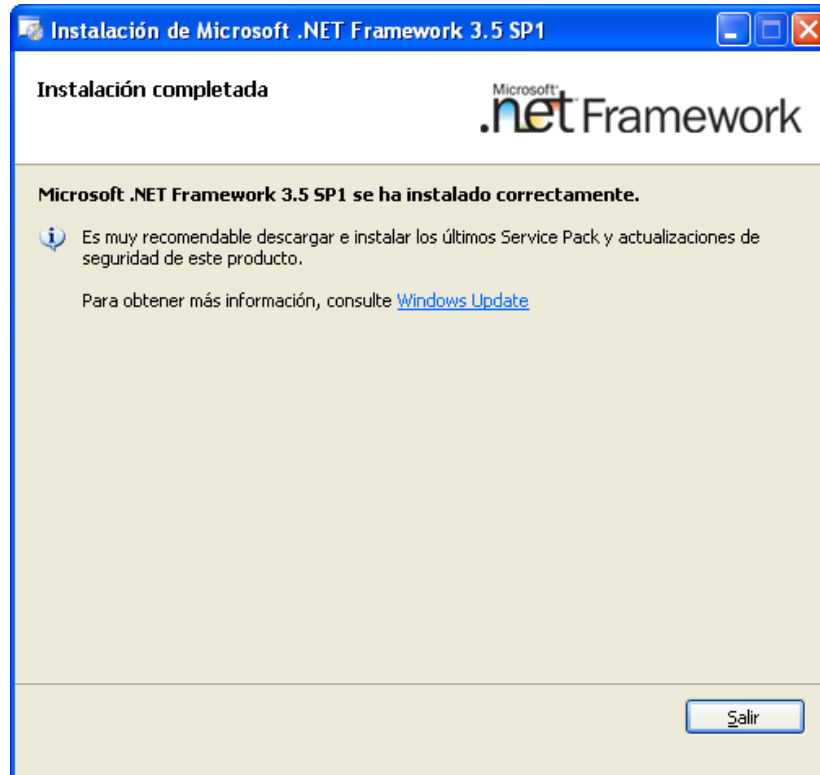 Instalación de Microsoft .NET Framework 3.5 SP1
Instalación completada
Microsoft
.net Framework
Microsoft .NET Framework 3.5 SP1 se ha instalado correctamente.
Es muy recomendable descargar e instalar los últimos Service Pack y actualizaciones de
seguridad de este producto.
Para obtener más información, consulte Windows Update
Salir